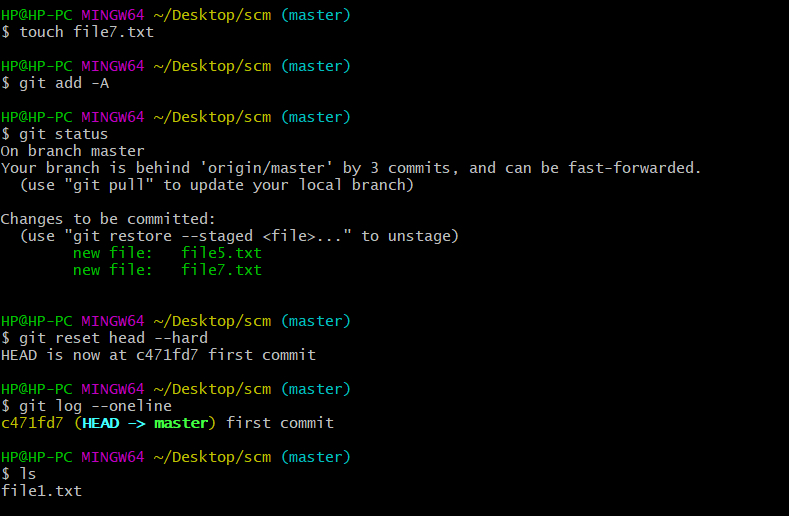 HP@HP-PC MINGW64 ~/Desktop/scm (master)
$ touch file7.txt
HP@HP-PC MINGW64 ~/Desktop/scm (master)
$ git add -A
HP@HP-PC MINGW64 ~/Desktop/scm (master)
$ git status
On branch master
Your branch is behind 'origin/master' by 3 commits, and can be fast-forwarded.
  (use "git pull" to update your local branch)
Changes to be committed:
  (use "git restore --staged <file>..." to unstage)
        new file:   file5.txt
        new file:   file7.txt
HP@HP-PC MINGW64 ~/Desktop/scm (master)
$ git reset head --hard
HEAD is now at c471fd7 first commit
HP@HP-PC MINGW64 ~/Desktop/scm (master)
$ git log --oneline
c471fd7 (HEAD -> master) first commit
HP@HP-PC MINGW64 ~/Desktop/scm (master)
$ ls
file1.txt